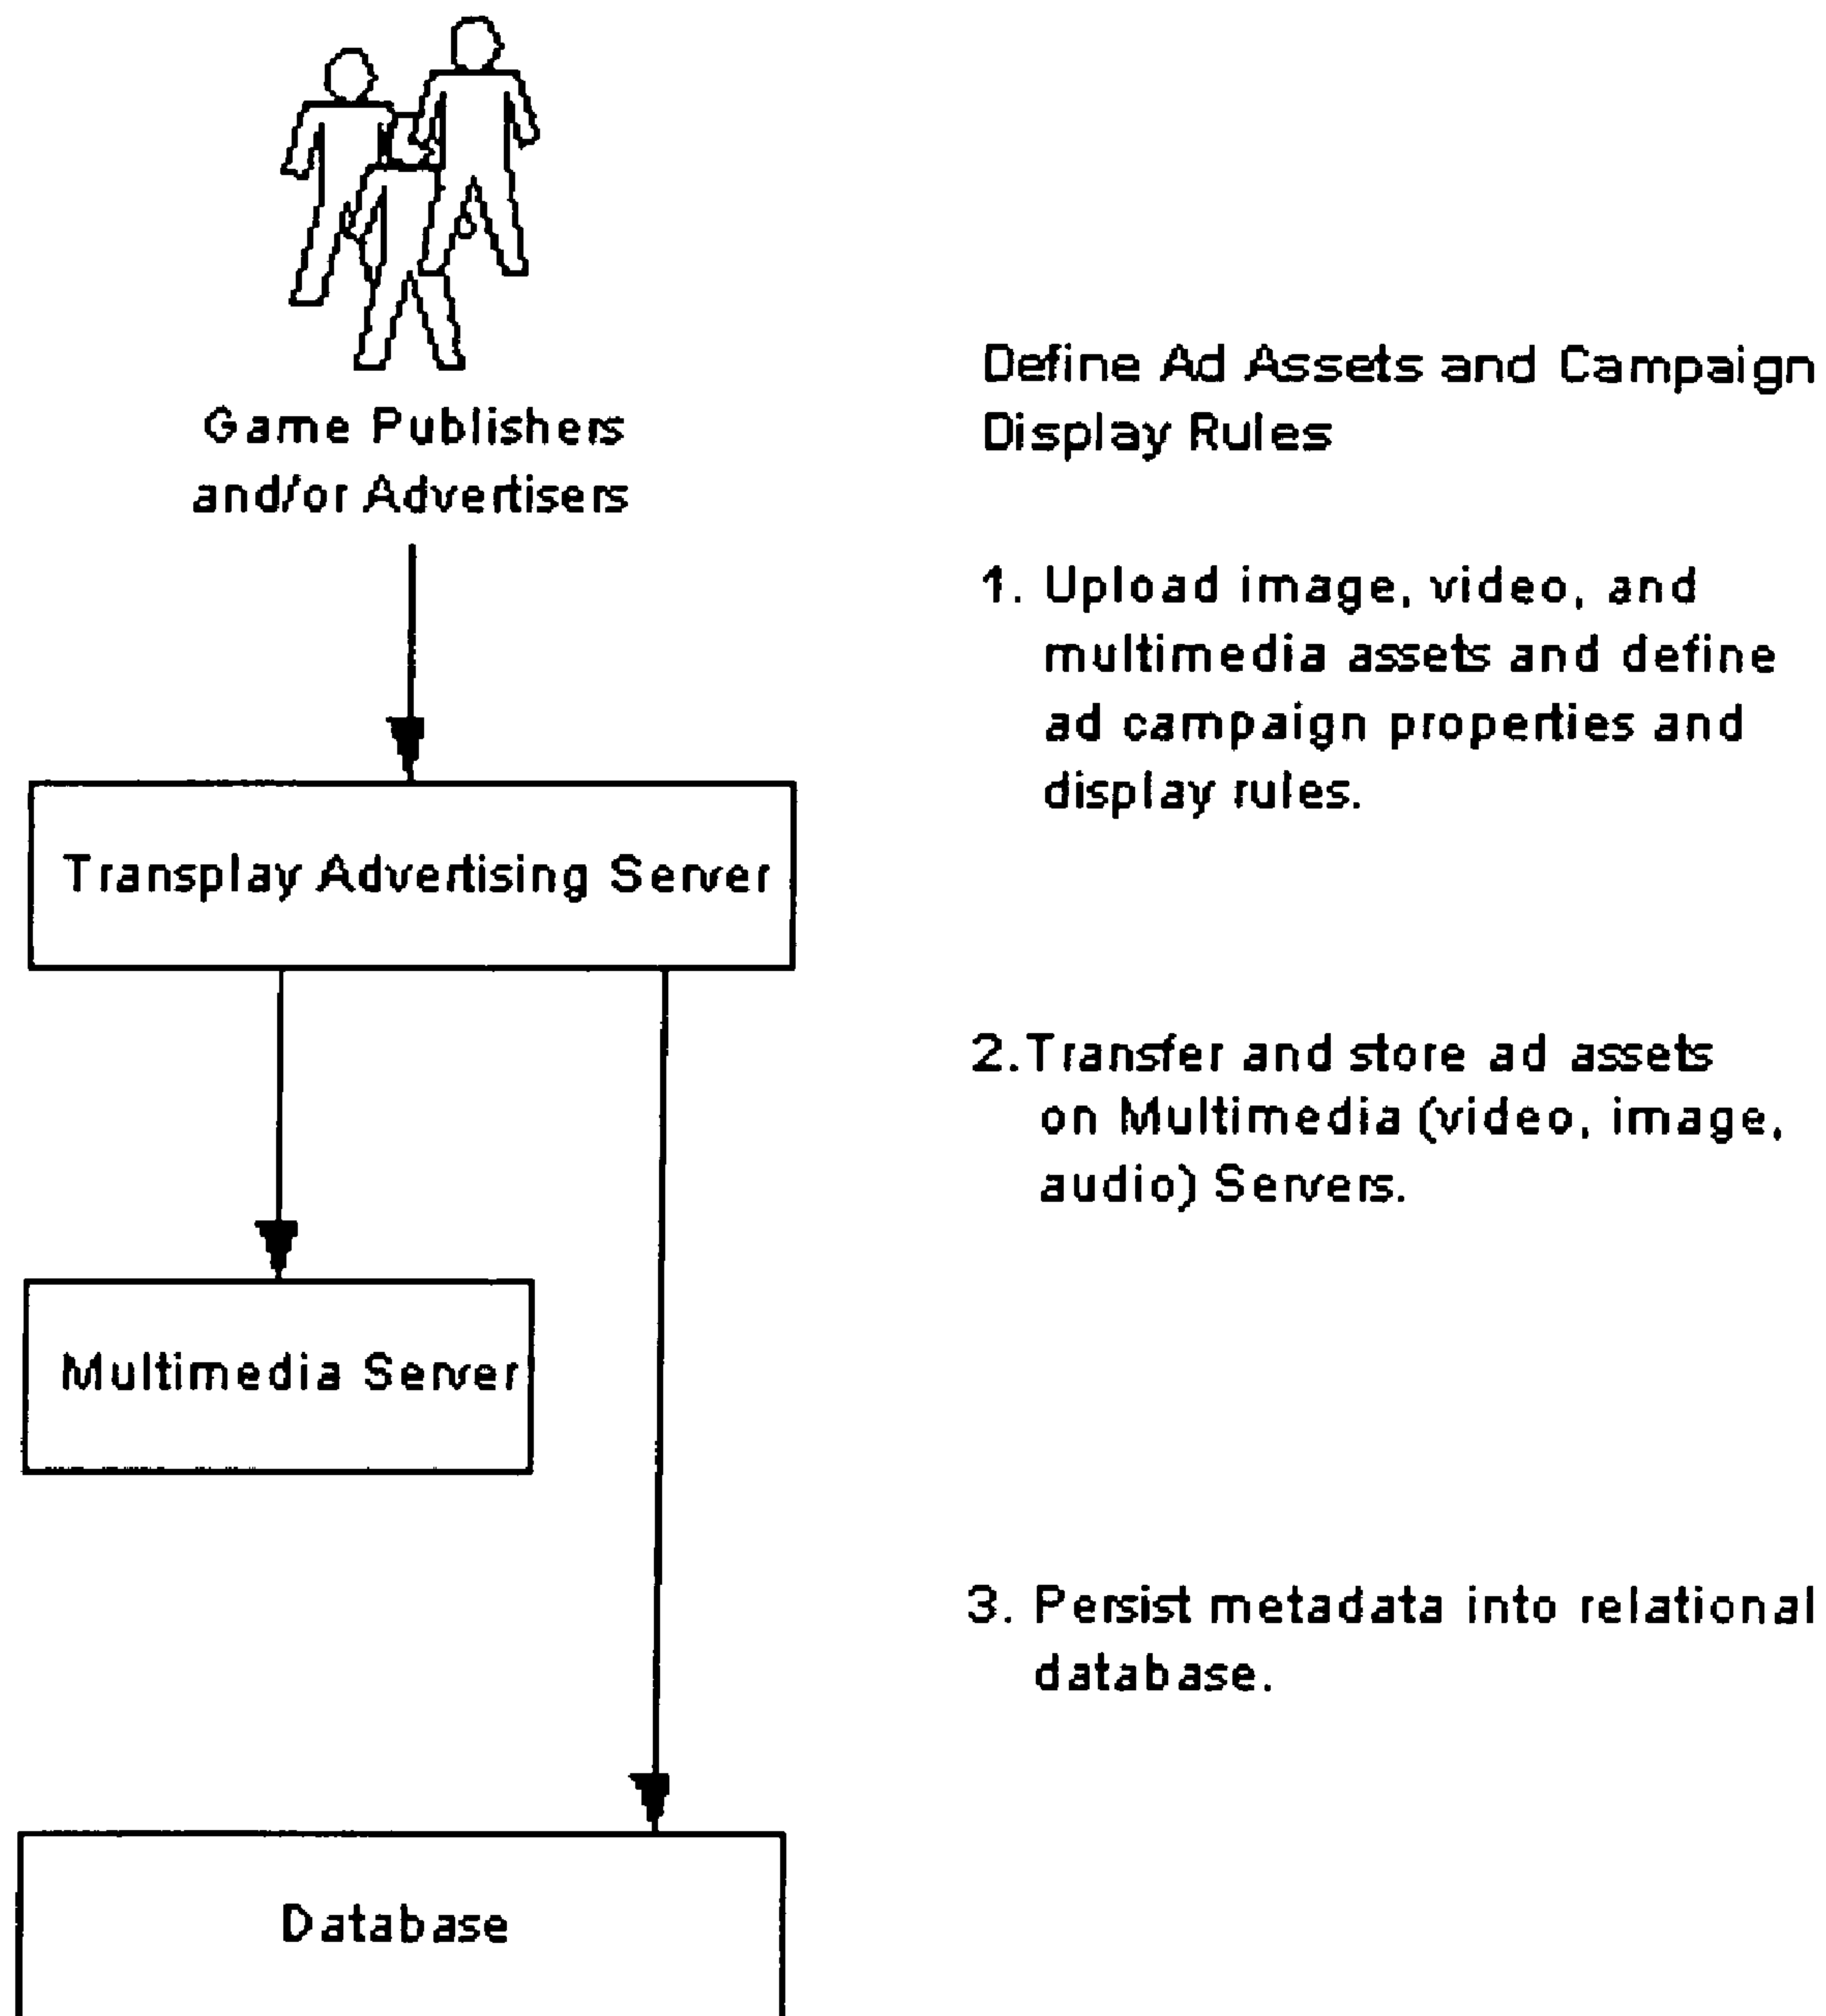 Game Publishers
and/or Advertisers
Define Ad Assets and Campaign
Display Rules
1. Upload image, video, and
multimedia assets and define
ad campaign properties and
display rules.
Transplay Advertising Server
2. Transfer and store ad assets
on Multimedia (video, image,
audio) Servers.
Multimedia Server
3. Persist metadata into relational
database.
Database